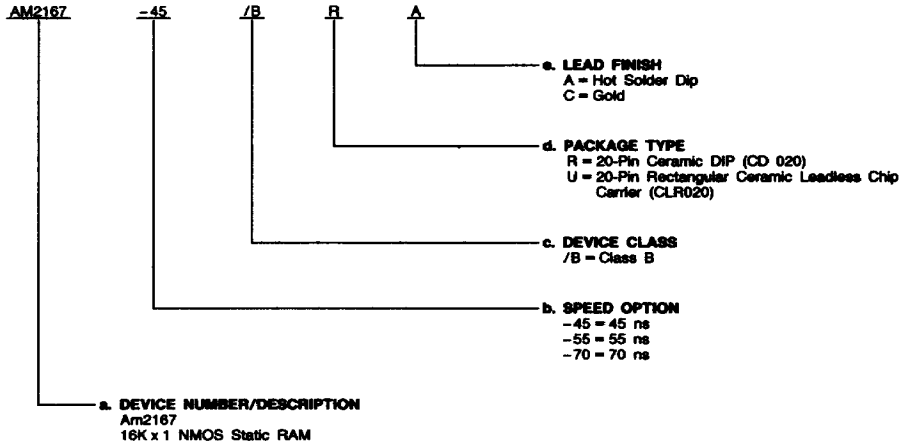 AM2167 -45 /B R A
e. LEAD FINISH
A = Hot Solder Dip
C = Gold
d. PACKAGE TYPE
R = 20-Pin Ceramic DIP (CD 020)
U = 20-Pin Rectangular Ceramic Leadless Chip
Carrier (CLR020)
c. DEVICE CLASS
/B = Class B
b. SPEED OPTION
-45 = 45 ns
-55 = 55 ns
-70 = 70 ns
a. DEVICE NUMBER/DESCRIPTION
Am2167
16K x 1 NMOS Static RAM